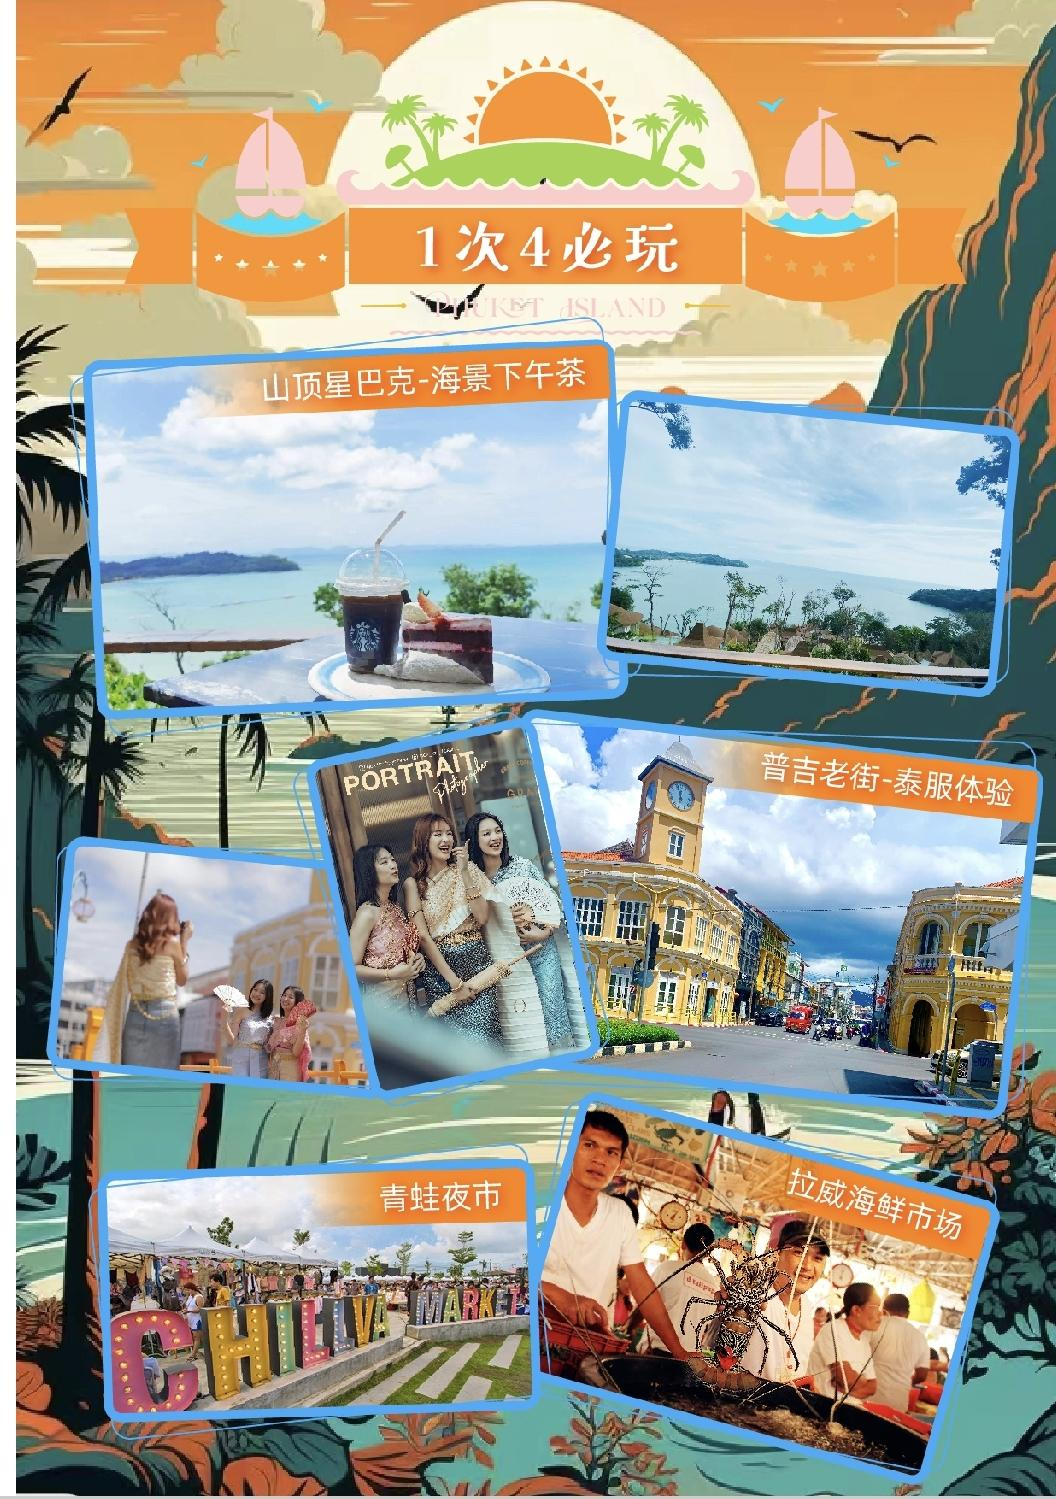 1次4必玩
PHUKET ISLAND
山顶星巴克-海景下午茶
PORTRAIT
Photographer
普吉老街-泰服体验
青蛙夜市
CHILLVA MARKET
拉威海鲜市场